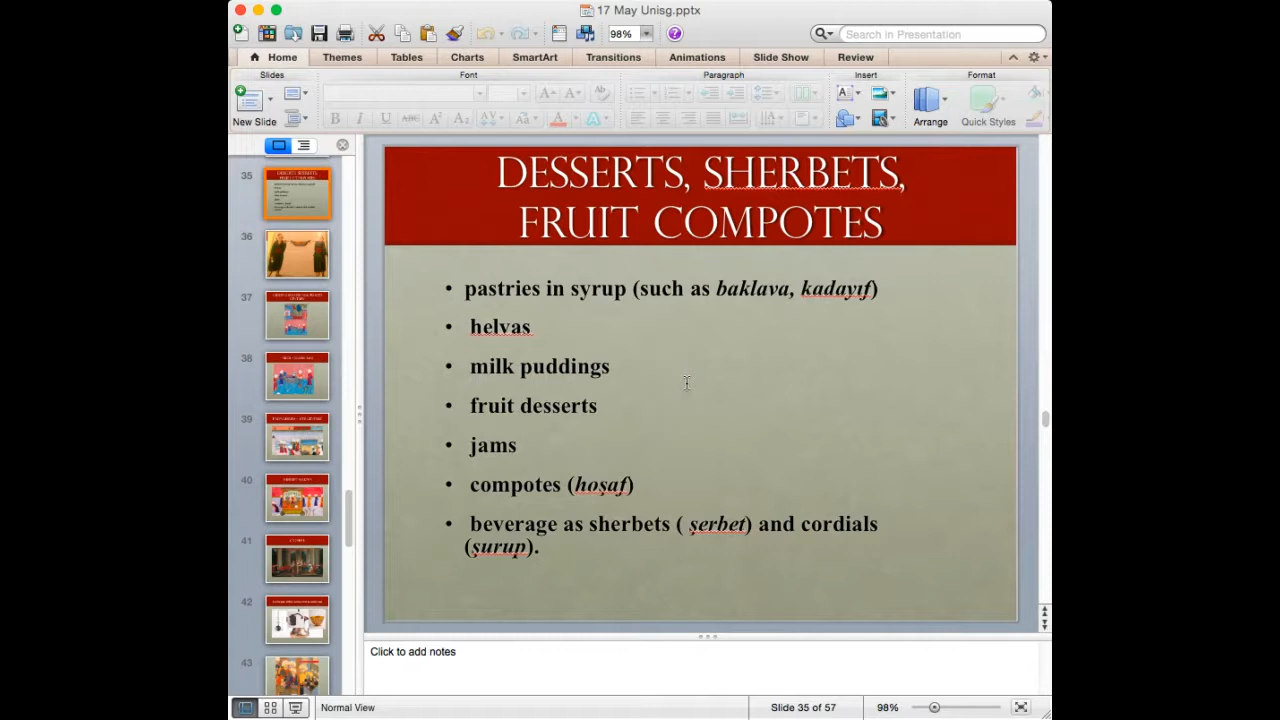 17 May Unisg.pptx
98%
Search in Presentation
Home
Themes
Tables
Charts
SmartArt
Transitions
Animations
Slide Show
Review
Slides
Font
Paragraph
Insert
Format
New Slide
Arrange
Quick Styles
35
36
37
38
39
40
41
42
43
DESSERTS, SHERBETS,
FRUIT COMPOTES
• pastries in syrup (such as baklava, kadayıf)
• helvas
• milk puddings
• fruit desserts
• jams
• compotes (hoşaf)
• beverage as sherbets ( şerbet) and cordials
(şurup).
Click to add notes
Normal View
Slide 35 of 57
98%